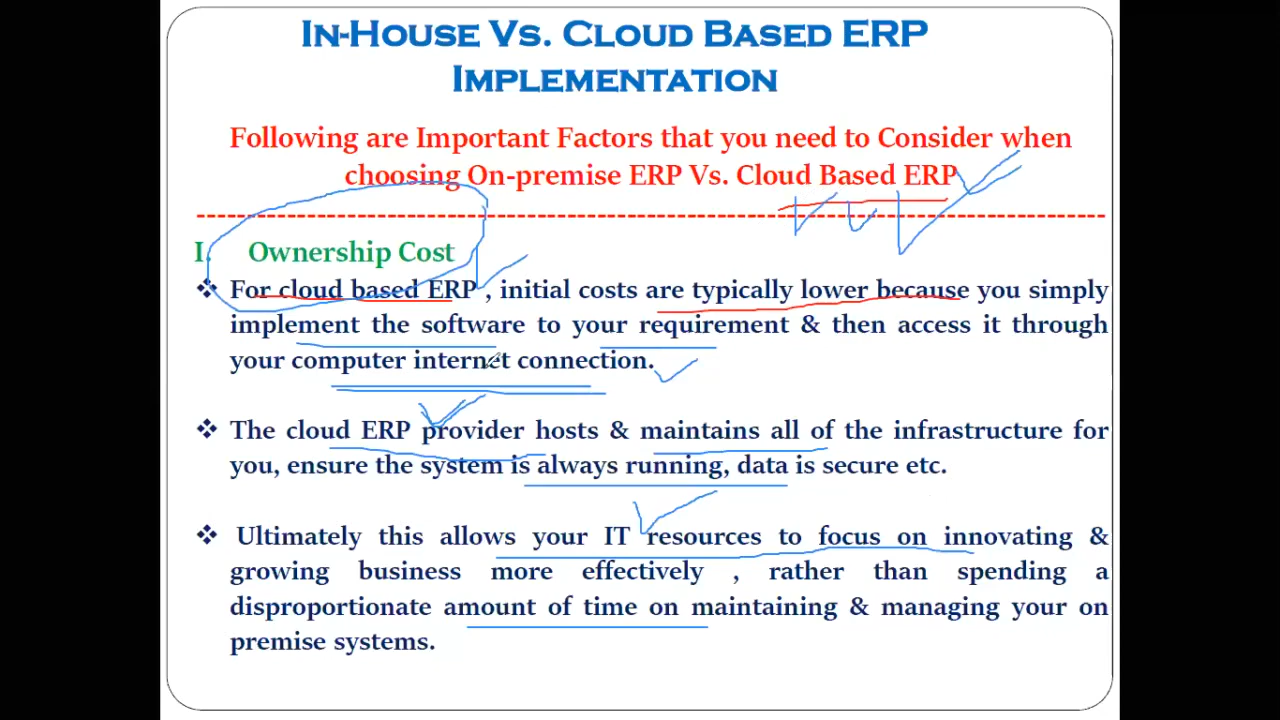 IN-HOUSE VS. CLOUD BASED ERP
IMPLEMENTATION
Following are Important Factors that you need to Consider when
choosing On-premise ERP Vs. Cloud Based ERP
I. Ownership Cost
❖ For cloud based ERP , initial costs are typically lower because you simply
implement the software to your requirement & then access it through
your computer internet connection.
❖ The cloud ERP provider hosts & maintains all of the infrastructure for
you, ensure the system is always running, data is secure etc.
❖ Ultimately this allows your IT resources to focus on innovating &
growing business more effectively , rather than spending a
disproportionate amount of time on maintaining & managing your on
premise systems.